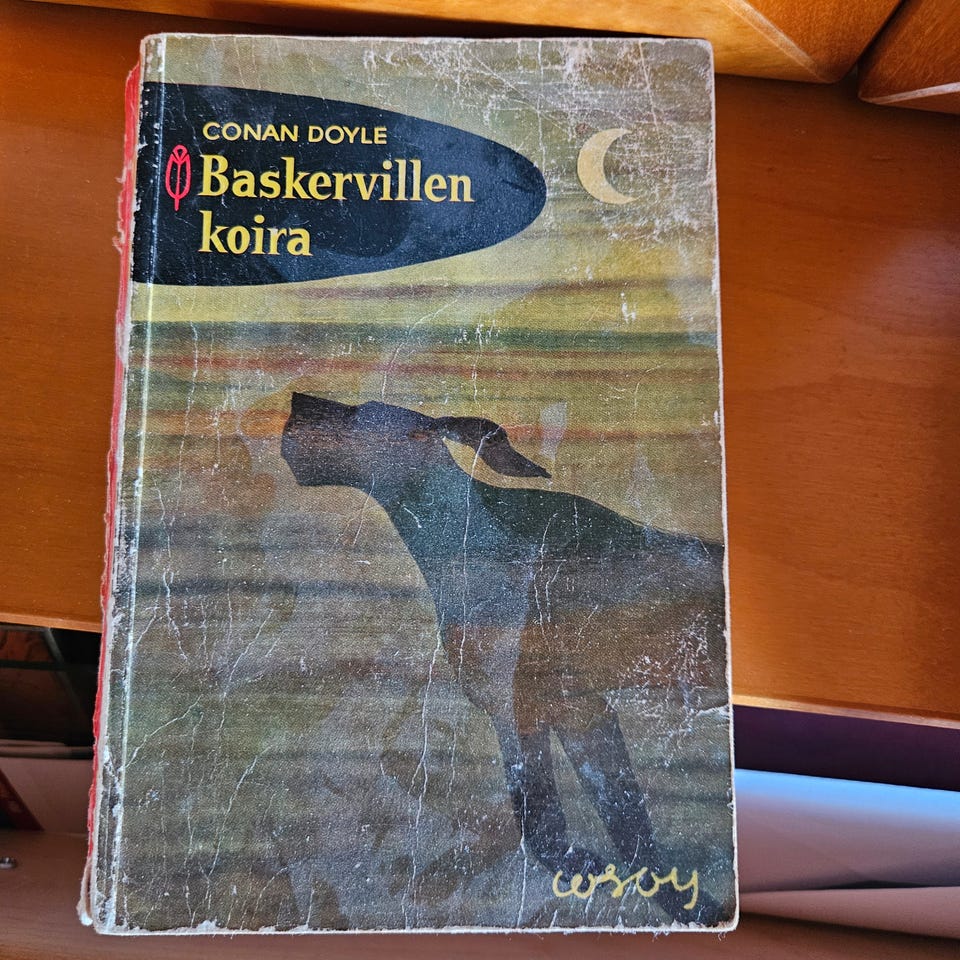 CONAN DOYLE
Baskervillen
koira
wsoy